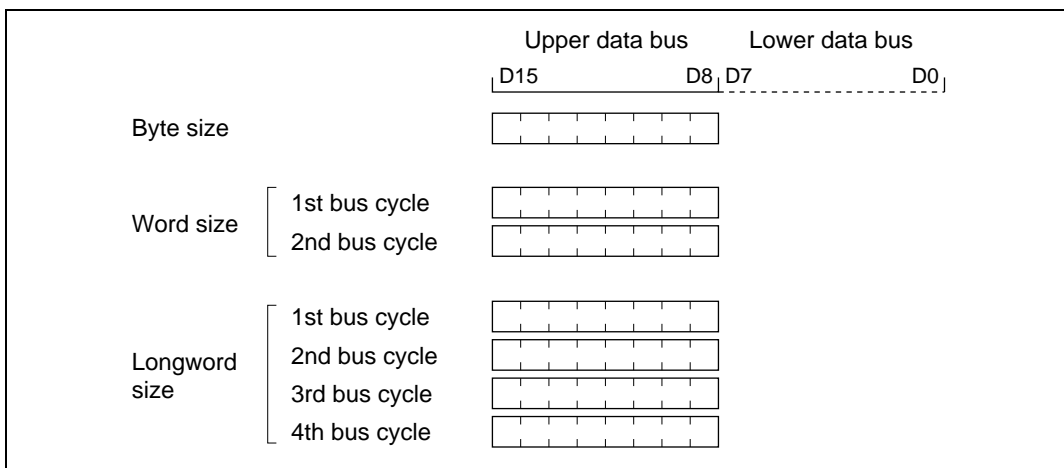 Upper data bus Lower data bus
D15 D8 D7 D0
Byte size
Word size
1st bus cycle
2nd bus cycle
Longword
size
1st bus cycle
2nd bus cycle
3rd bus cycle
4th bus cycle